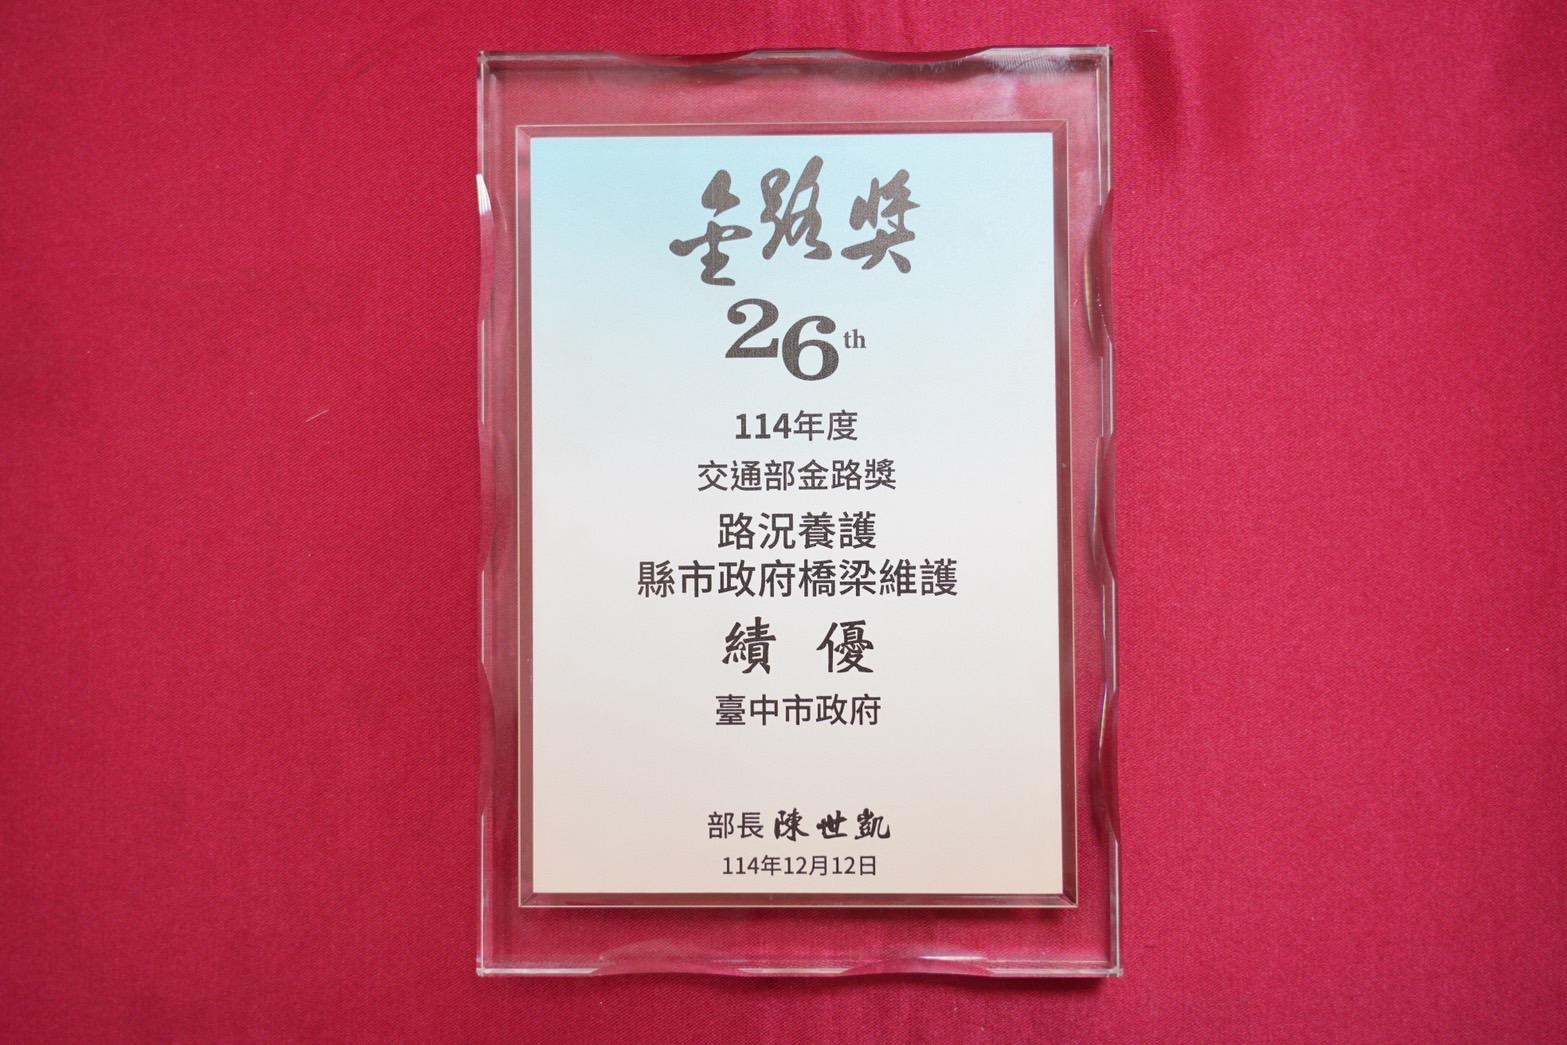 金路獎
26th
114年度
交通部金路獎
路況養護
縣市政府橋梁維護
績 優
臺中市政府
部長 陳世凱
114年12月12日